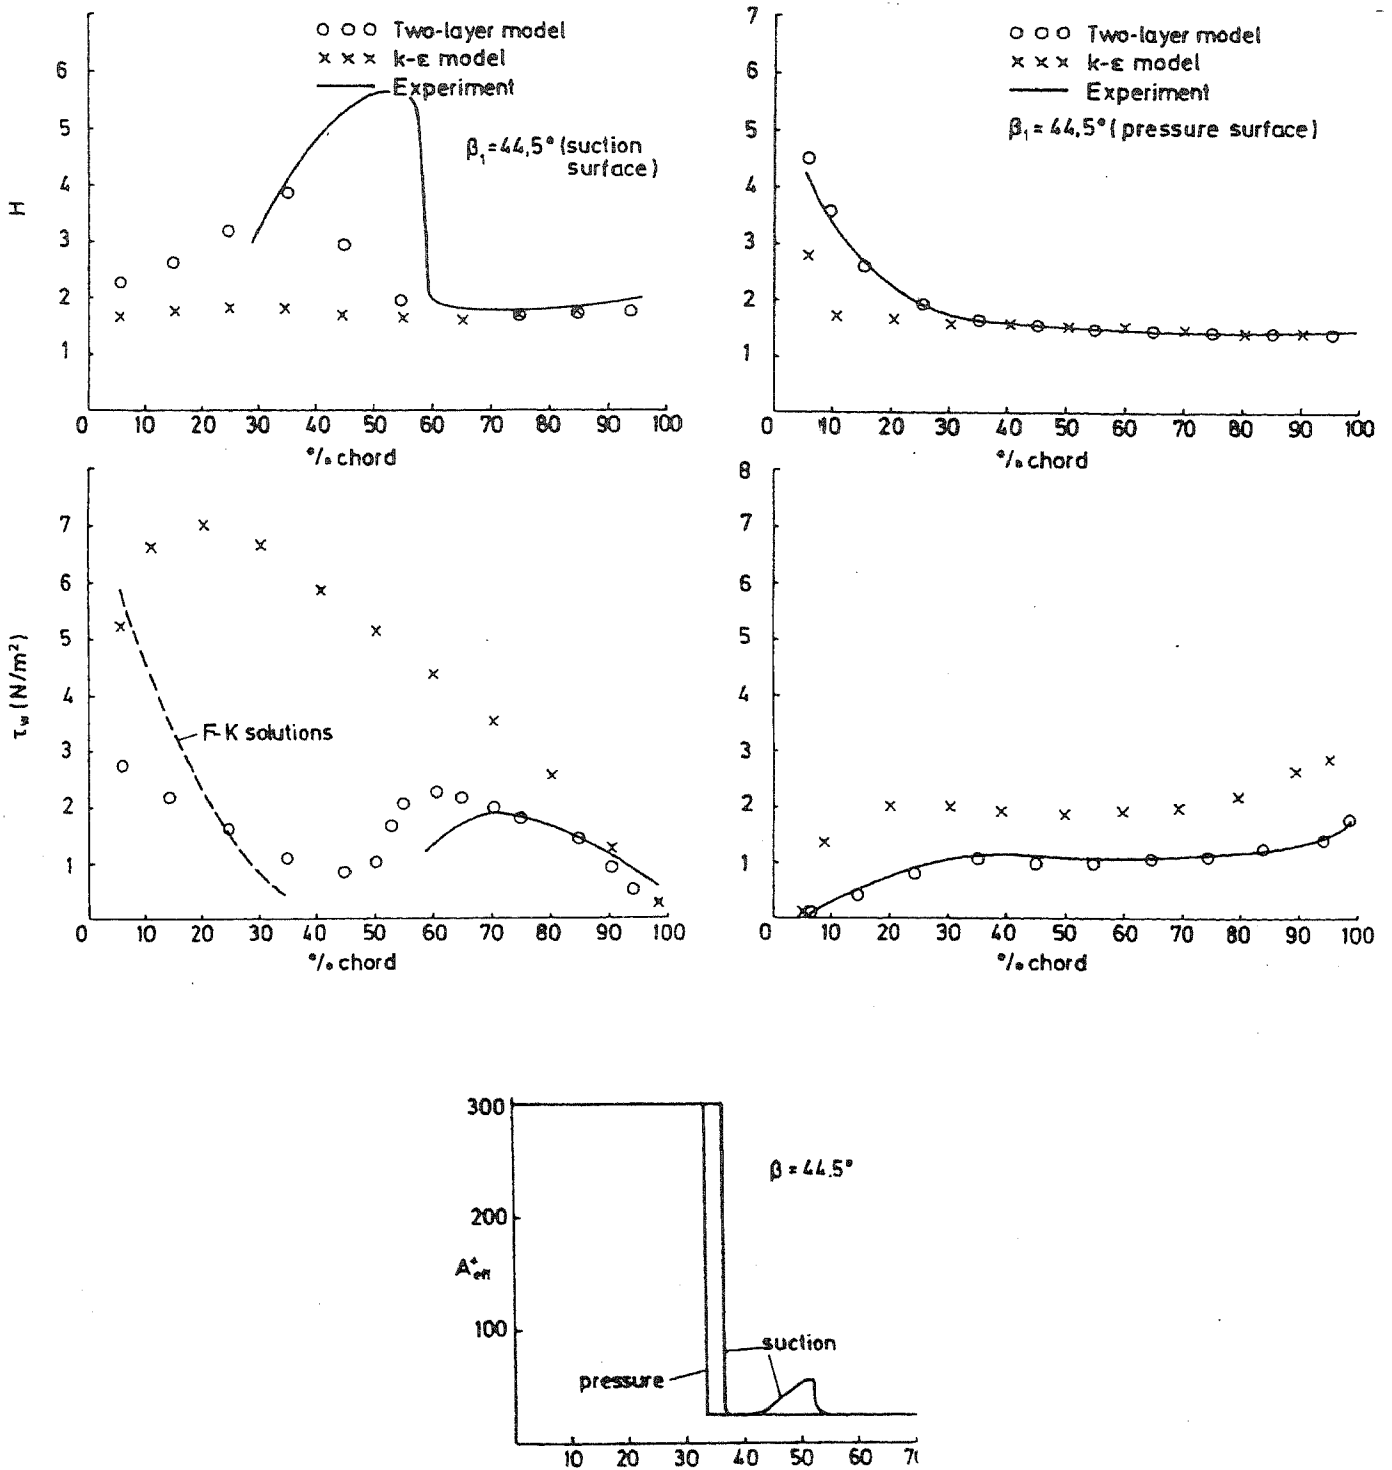 o o o Two-layer model
x x x k-ε model
Experiment
β₁=44,5° (suction
surface)
H
6
5
4
3
2
1
0 10 20 30 40 50 60 70 80 90 100
% chord
7
6
5
4
3
2
1
o o o Two-layer model
x x x k-ε model
Experiment
β₁=44,5° (pressure surface)
0 10 20 30 40 50 60 70 80 90 100
% chord
τw (N/m²)
7
6
5
4
3
2
1
F-K solutions
0 10 20 30 40 50 60 70 80 90 100
% chord
8
7
6
5
4
3
2
1
0 10 20 30 40 50 60 70 80 90 100
% chord
300
200
A⁺eff
100
β = 44.5°
suction
pressure
10 20 30 40 50 60